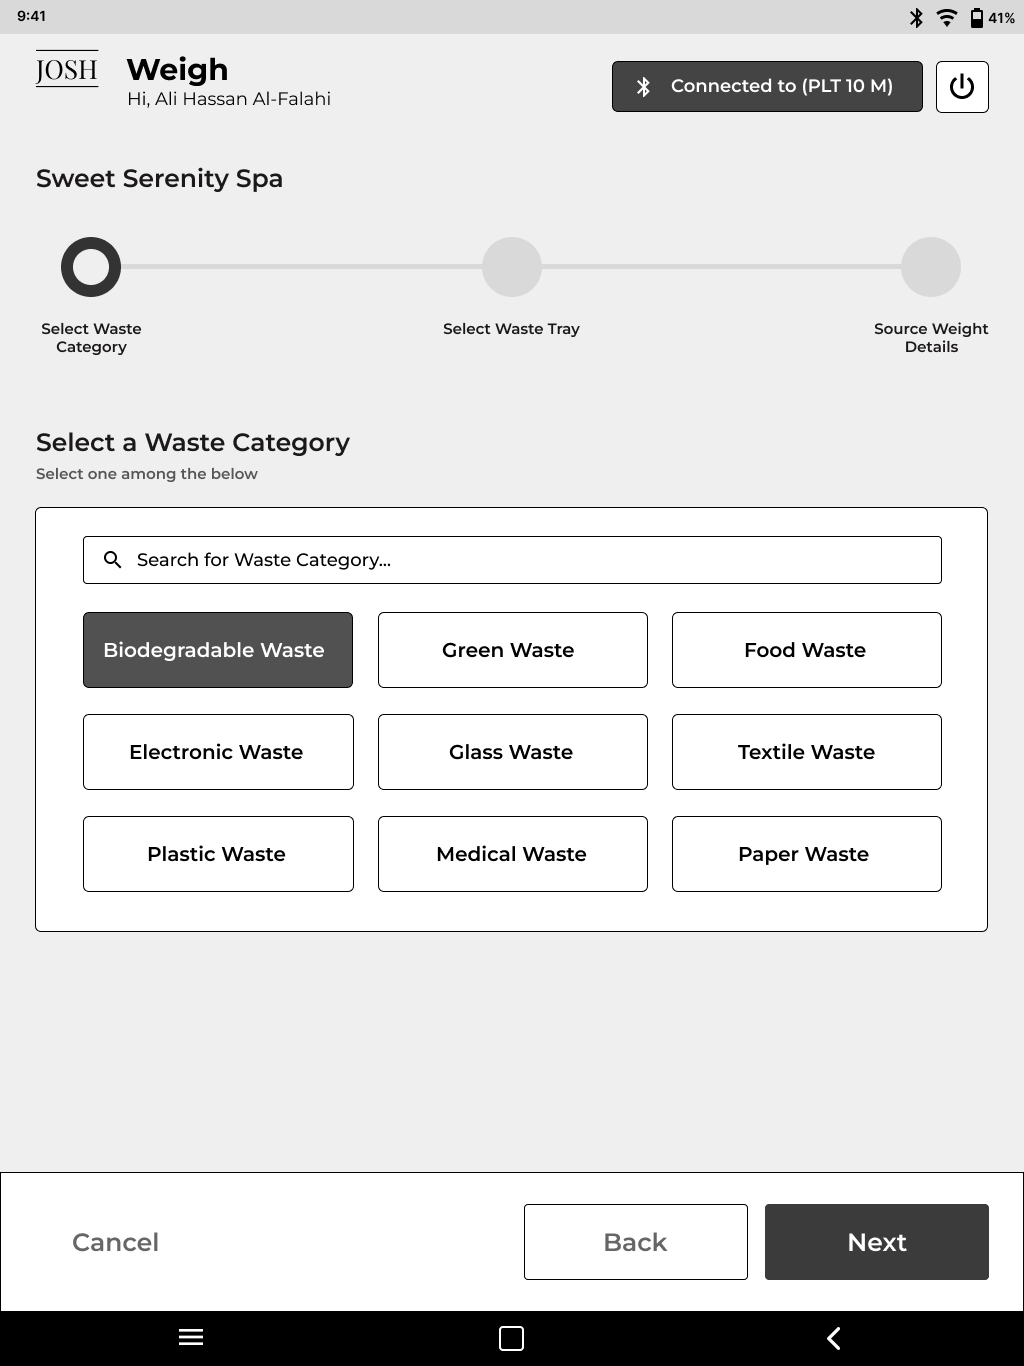 9:41
41%
JOSH
Weigh
Hi, Ali Hassan Al-Falahi
Connected to (PLT 10 M)
Sweet Serenity Spa
Select Waste
Category
Select Waste Tray
Source Weight
Details
Select a Waste Category
Select one among the below
Search for Waste Category...
Biodegradable Waste
Green Waste
Food Waste
Electronic Waste
Glass Waste
Textile Waste
Plastic Waste
Medical Waste
Paper Waste
Cancel
Back
Next